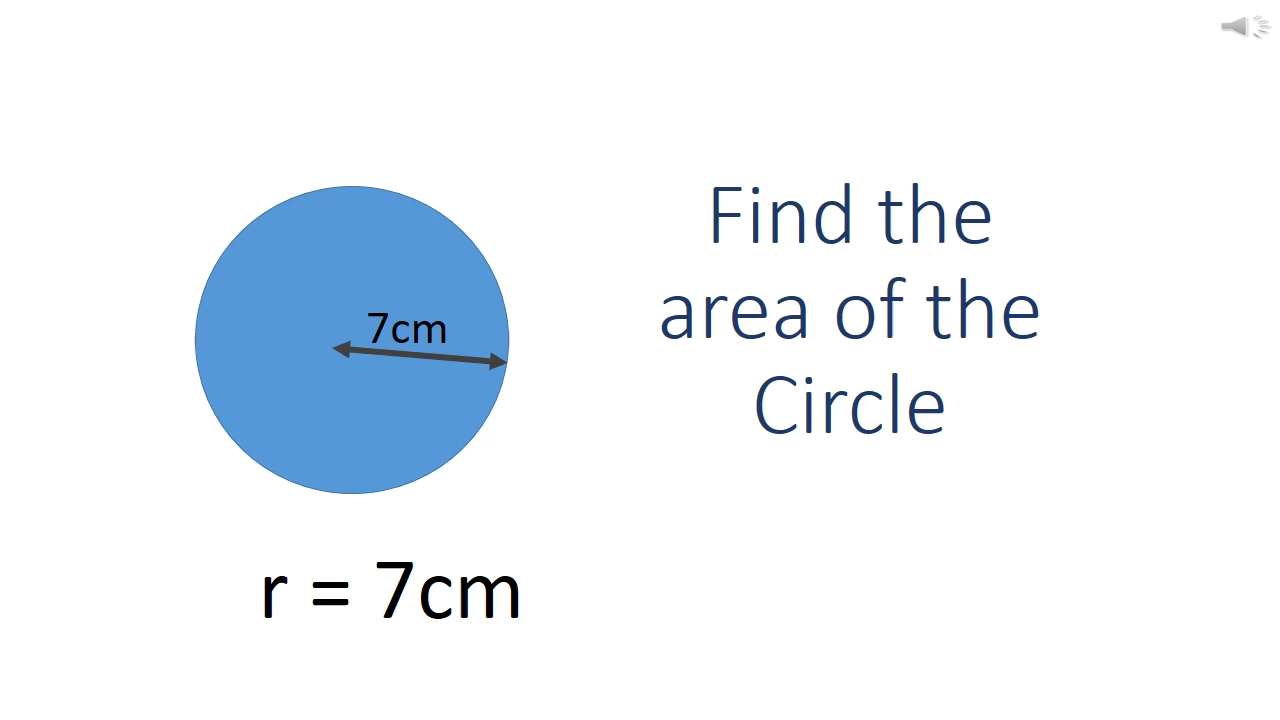 Find the
area of the
Circle
7cm
r = 7cm